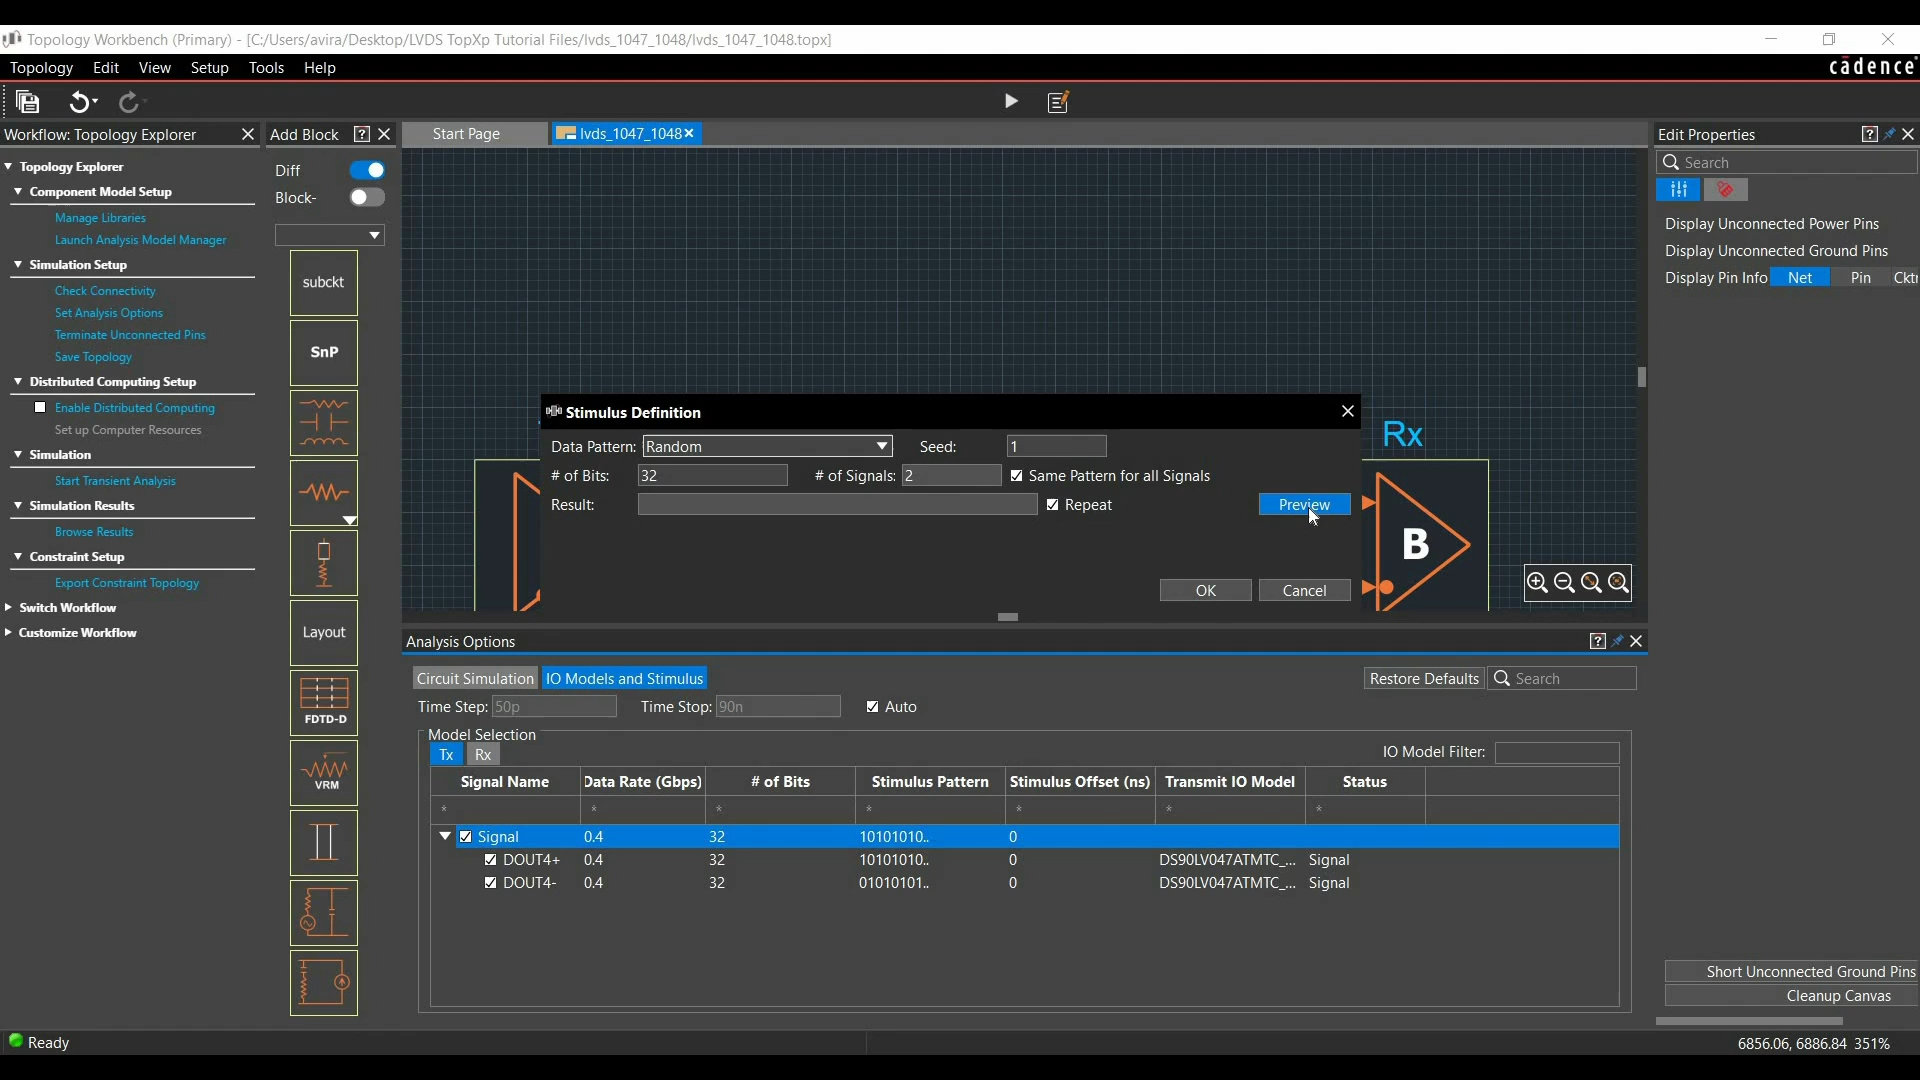 Topology Workbench (Primary) - [C:/Users/avira/Desktop/LVDS TopXp Tutorial Files/lvds_1047_1048/lvds_1047_1048.topx]
Topology Edit View Setup Tools Help
cādence
Workflow: Topology Explorer
Topology Explorer
Component Model Setup
Manage Libraries
Launch Analysis Model Manager
Simulation Setup
Check Connectivity
Set Analysis Options
Terminate Unconnected Pins
Save Topology
Distributed Computing Setup
Enable Distributed Computing
Set up Computer Resources
Simulation
Start Transient Analysis
Simulation Results
Browse Results
Constraint Setup
Export Constraint Topology
Switch Workflow
Customize Workflow
Add Block
Diff
Block-
subckt
SnP
Layout
FDTD-D
VRM
Start Page lvds_1047_1048
Rx
B
Stimulus Definition
Data Pattern: Random Seed: 1
# of Bits: 32 # of Signals: 2 Same Pattern for all Signals
Result: Repeat Preview
OK Cancel
Analysis Options
Circuit Simulation IO Models and Stimulus Restore Defaults Search
Time Step: 50p Time Stop: 90n Auto
Model Selection
Tx Rx IO Model Filter:
Signal Name Data Rate (Gbps) # of Bits Stimulus Pattern Stimulus Offset (ns) Transmit IO Model Status
* * * * * * *
Signal 0.4 32 10101010.. 0
DOUT4+ 0.4 32 10101010.. 0 DS90LV047ATMTC_... Signal
DOUT4- 0.4 32 01010101.. 0 DS90LV047ATMTC_... Signal
Edit Properties
Search
Display Unconnected Power Pins
Display Unconnected Ground Pins
Display Pin Info Net Pin Cktı
Short Unconnected Ground Pins
Cleanup Canvas
Ready
6856.06, 6886.84 351%